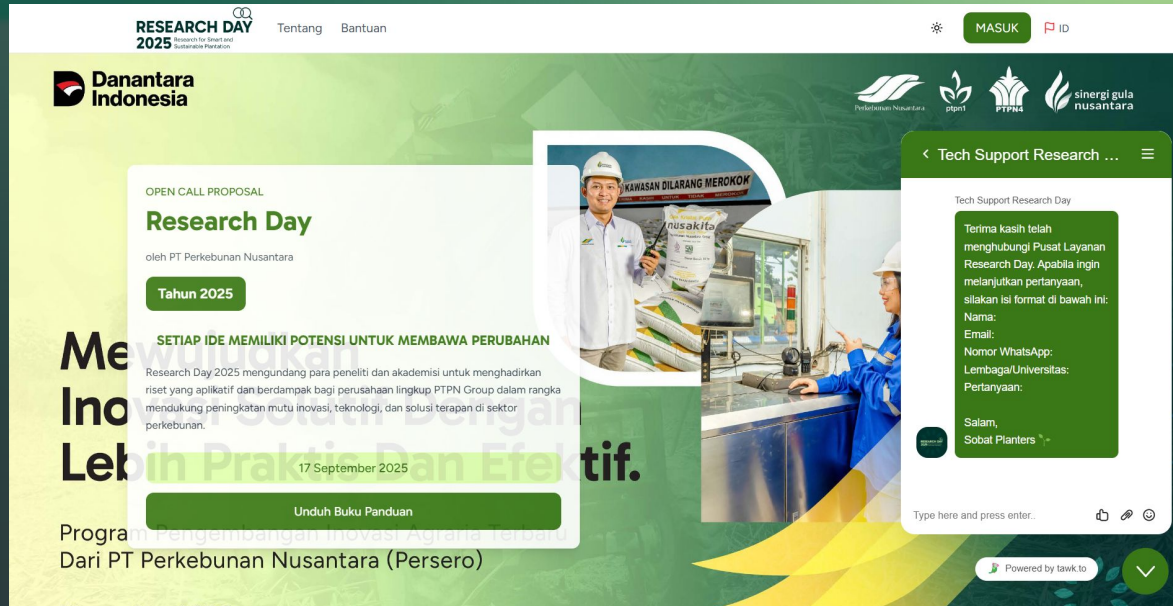 RESEARCH DAY
2025 Research for Smart and
Sustainable Plantation
Tentang
Bantuan
MASUK
ID
Danantara
Indonesia
Perkebunan Nusantara
ptpn1
PTPN4
sinergi gula
nusantara
OPEN CALL PROPOSAL
Research Day
oleh PT Perkebunan Nusantara
Tahun 2025
SETIAP IDE MEMILIKI POTENSI UNTUK MEMBAWA PERUBAHAN
Research Day 2025 mengundang para peneliti dan akademisi untuk menghadirkan
riset yang aplikatif dan berdampak bagi perusahaan lingkup PTPN Group dalam rangka
mendukung peningkatan mutu inovasi, teknologi, dan solusi terapan di sektor
perkebunan.
17 September 2025
Unduh Buku Panduan
Mewujudkan
Inovasi Solutif Dengan
Lebih Praktis Dan Efektif.
Program Pengembangan Inovasi Agraria Terbaru
Dari PT Perkebunan Nusantara (Persero)
KAWASAN DILARANG MEROKOK
nusakita
Tech Support Research ...
Tech Support Research Day
Terima kasih telah
menghubungi Pusat Layanan
Research Day. Apabila ingin
melanjutkan pertanyaan,
silakan isi format di bawah ini:
Nama:
Email:
Nomor WhatsApp:
Lembaga/Universitas:
Pertanyaan:
Salam,
Sobat Planters
Type here and press enter..
Powered by tawk.to